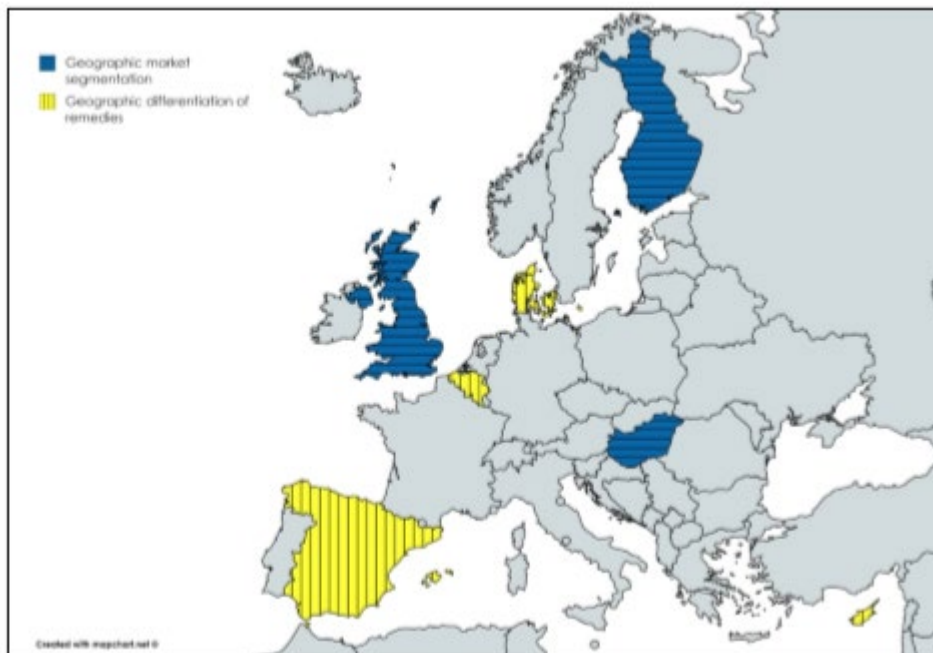 Geographic market
segmentation
Geographic differentiation of
remedies
Created with mapchart.net ©